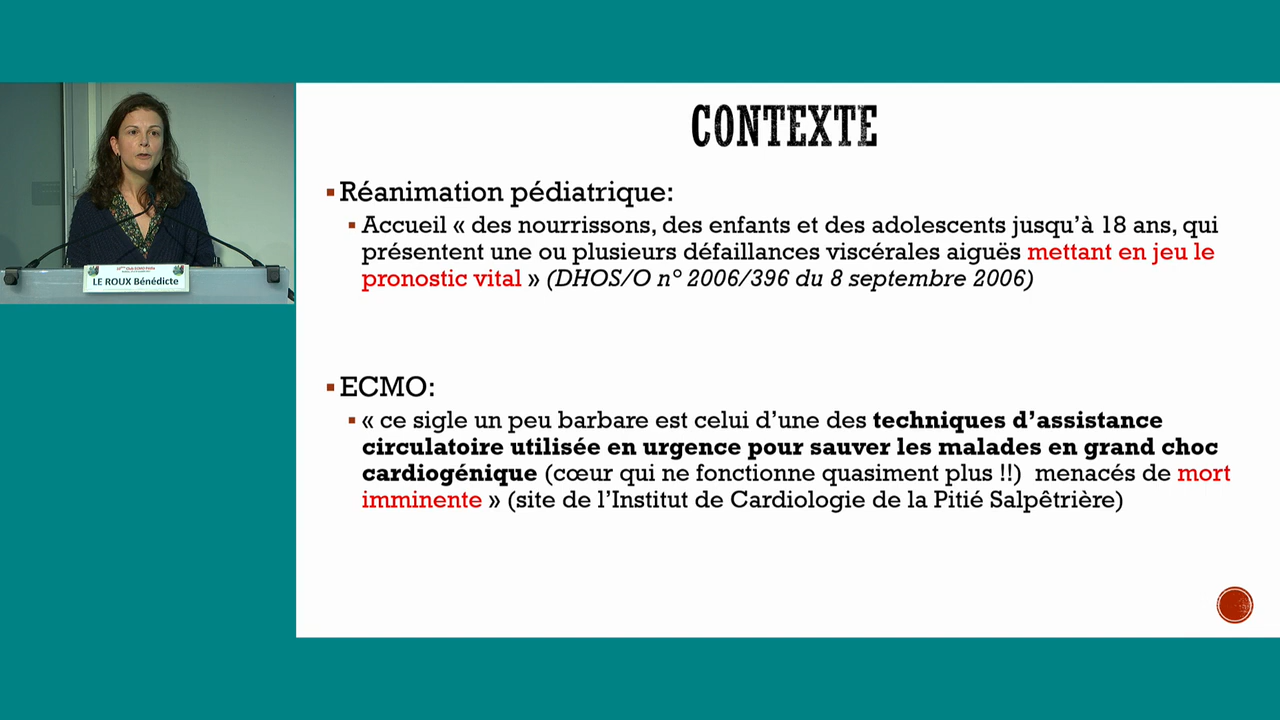 CONTEXTE
Réanimation pédiatrique:
Accueil « des nourrissons, des enfants et des adolescents jusqu'à 18 ans, qui
présentent une ou plusieurs défaillances viscérales aiguës mettant en jeu le
pronostic vital » (DHOS/O n° 2006/396 du 8 septembre 2006)
ECMO:
« ce sigle un peu barbare est celui d'une des techniques d'assistance
circulatoire utilisée en urgence pour sauver les malades en grand choc
cardiogénique (cœur qui ne fonctionne quasiment plus !!) menacés de mort
imminente » (site de l'Institut de Cardiologie de la Pitié Salpêtrière)
LE ROUX Bénédicte